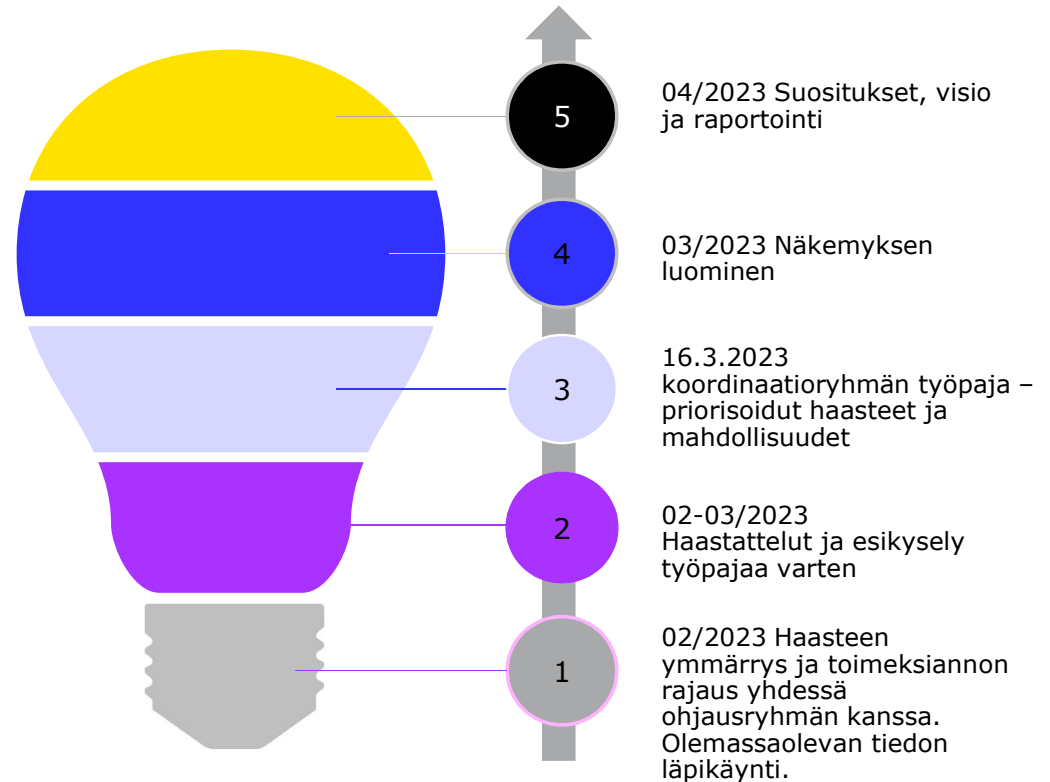 5
04/2023 Suositukset, visio
ja raportointi
4
03/2023 Näkemyksen
luominen
3
16.3.2023
koordinaatioryhmän työpaja –
priorisoidut haasteet ja
mahdollisuudet
2
02-03/2023
Haastattelut ja esikysely
työpajaa varten
1
02/2023 Haasteen
ymmärrys ja toimeksiannon
rajaus yhdessä
ohjausryhmän kanssa.
Olemassaolevan tiedon
läpikäynti.